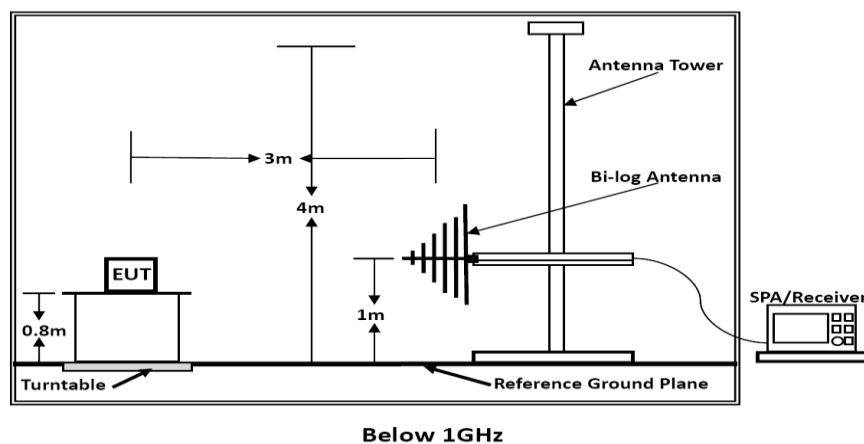 Antenna Tower
3m
Bi-log Antenna
4m
EUT
SPA/Receiver
0.8m
1m
Turntable
Reference Ground Plane
Below 1GHz